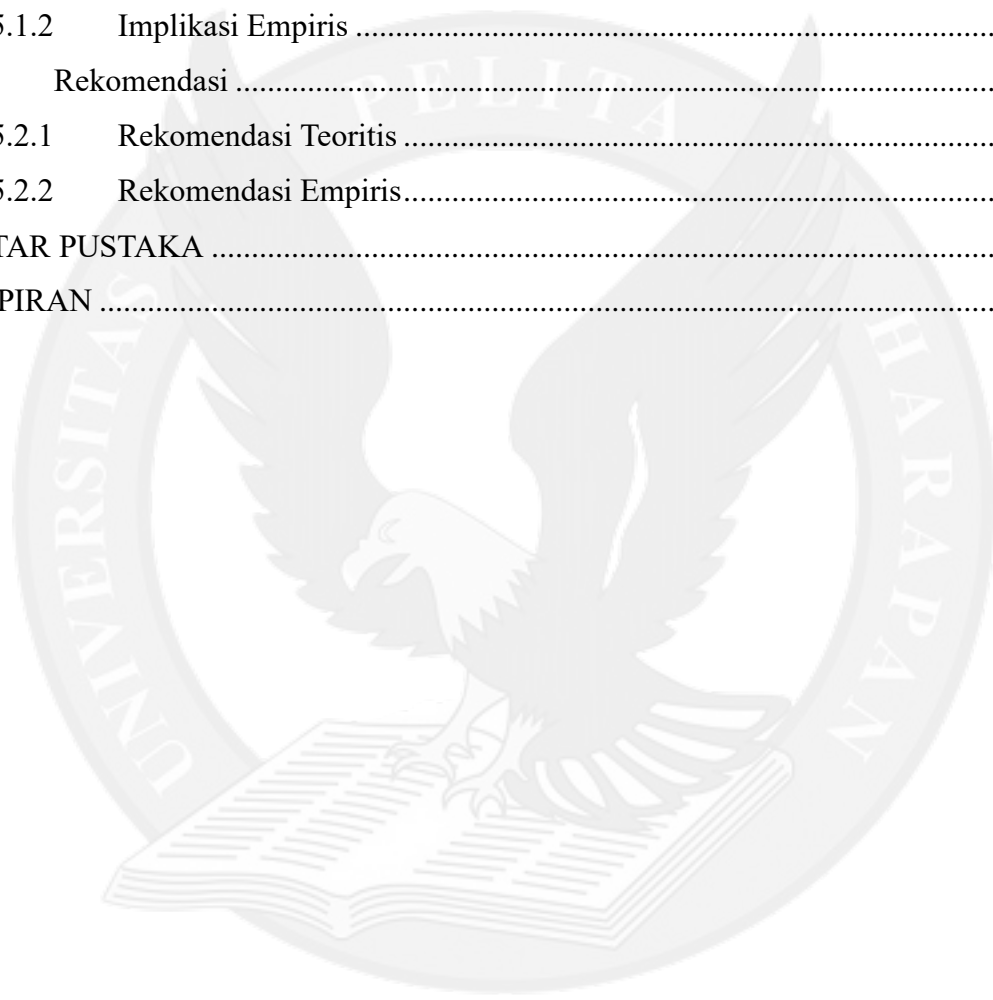 5.1.2 Implikasi Empiris ....................................................................................
Rekomendasi ....................................................................................................
5.2.1 Rekomendasi Teoritis ..............................................................................
5.2.2 Rekomendasi Empiris..............................................................................
TAR PUSTAKA ......................................................................................................
PIRAN ....................................................................................................................
UNIVERSITAS PELITA HARAPAN